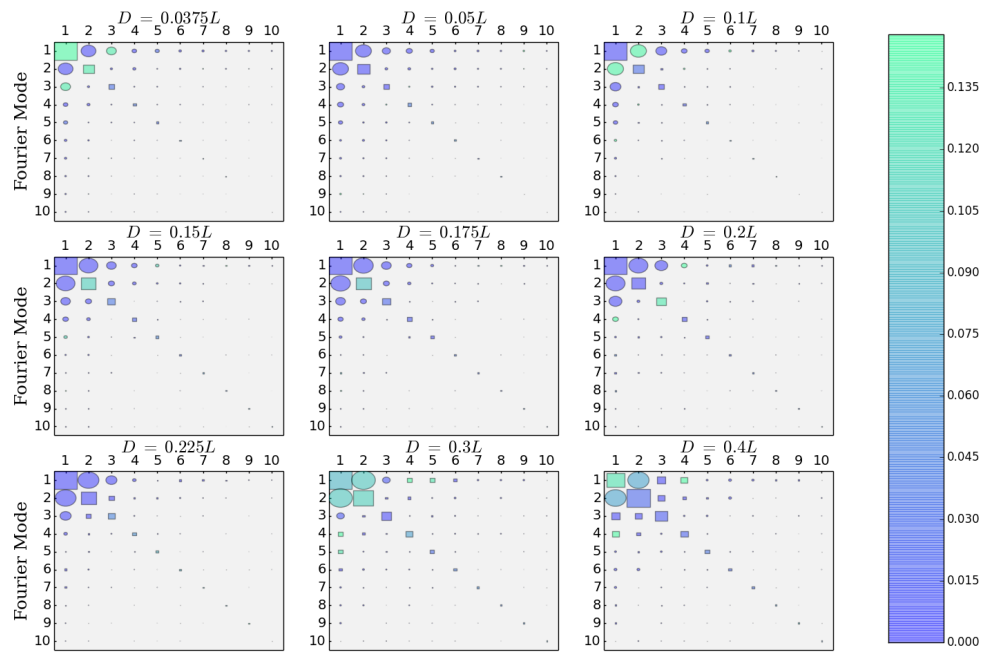 D = 0.0375L D = 0.05L D = 0.1L
1 2 3 4 5 6 7 8 9 10 1 2 3 4 5 6 7 8 9 10 1 2 3 4 5 6 7 8 9 10
Fourier Mode
1 1 1
2 2 2
3 3 3
4 4 4
5 5 5
6 6 6
7 7 7
8 8 8
9 9 9
10 10 10
D = 0.15L D = 0.175L D = 0.2L
1 2 3 4 5 6 7 8 9 10 1 2 3 4 5 6 7 8 9 10 1 2 3 4 5 6 7 8 9 10
Fourier Mode
1 1 1
2 2 2
3 3 3
4 4 4
5 5 5
6 6 6
7 7 7
8 8 8
9 9 9
10 10 10
D = 0.225L D = 0.3L D = 0.4L
1 2 3 4 5 6 7 8 9 10 1 2 3 4 5 6 7 8 9 10 1 2 3 4 5 6 7 8 9 10
Fourier Mode
1 1 1
2 2 2
3 3 3
4 4 4
5 5 5
6 6 6
7 7 7
8 8 8
9 9 9
10 10 10
0.135
0.120
0.105
0.090
0.075
0.060
0.045
0.030
0.015
0.000